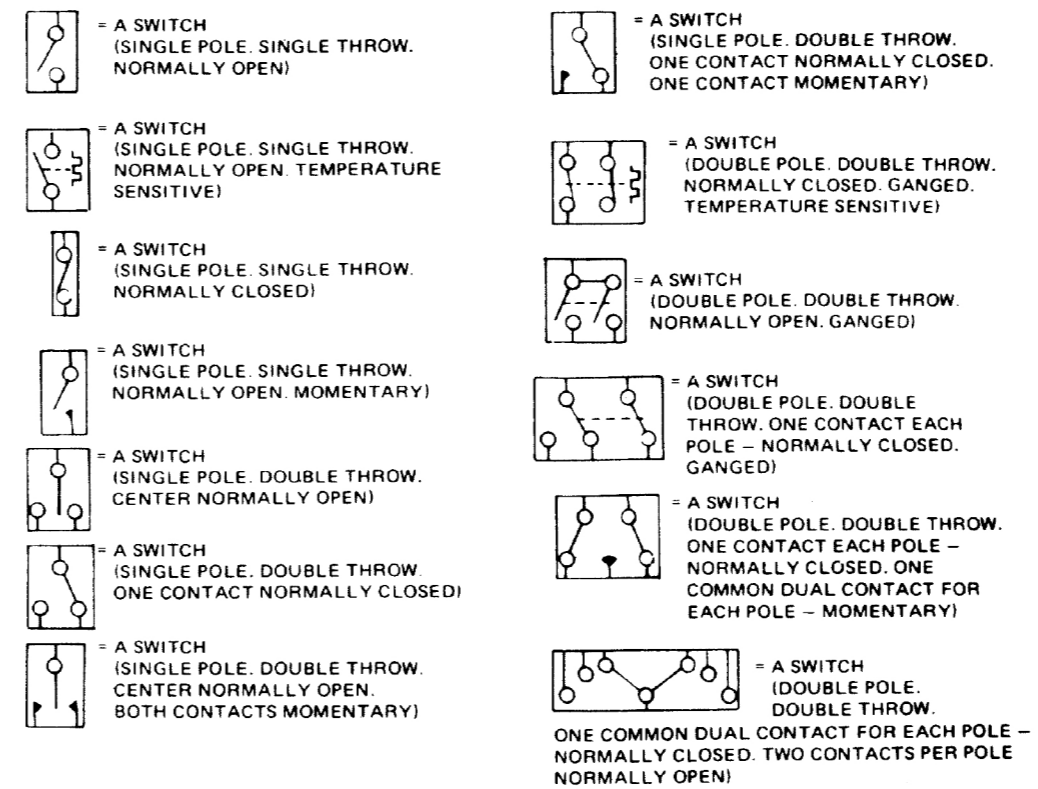 = A SWITCH
(SINGLE POLE. SINGLE THROW.
NORMALLY OPEN)
= A SWITCH
(SINGLE POLE. SINGLE THROW.
NORMALLY OPEN. TEMPERATURE
SENSITIVE)
= A SWITCH
(SINGLE POLE. SINGLE THROW.
NORMALLY CLOSED)
= A SWITCH
(SINGLE POLE. SINGLE THROW.
NORMALLY OPEN. MOMENTARY)
= A SWITCH
(SINGLE POLE. DOUBLE THROW.
CENTER NORMALLY OPEN)
= A SWITCH
(SINGLE POLE. DOUBLE THROW.
ONE CONTACT NORMALLY CLOSED)
= A SWITCH
(SINGLE POLE. DOUBLE THROW.
CENTER NORMALLY OPEN.
BOTH CONTACTS MOMENTARY)
= A SWITCH
(SINGLE POLE. DOUBLE THROW.
ONE CONTACT NORMALLY CLOSED.
ONE CONTACT MOMENTARY)
= A SWITCH
(DOUBLE POLE. DOUBLE THROW.
NORMALLY CLOSED. GANGED.
TEMPERATURE SENSITIVE)
= A SWITCH
(DOUBLE POLE. DOUBLE THROW.
NORMALLY OPEN. GANGED)
= A SWITCH
(DOUBLE POLE. DOUBLE
THROW. ONE CONTACT EACH
POLE – NORMALLY CLOSED.
GANGED)
= A SWITCH
(DOUBLE POLE. DOUBLE THROW.
ONE CONTACT EACH POLE –
NORMALLY CLOSED. ONE
COMMON DUAL CONTACT FOR
EACH POLE – MOMENTARY)
= A SWITCH
(DOUBLE POLE.
DOUBLE THROW.
ONE COMMON DUAL CONTACT FOR EACH POLE –
NORMALLY CLOSED. TWO CONTACTS PER POLE
NORMALLY OPEN)